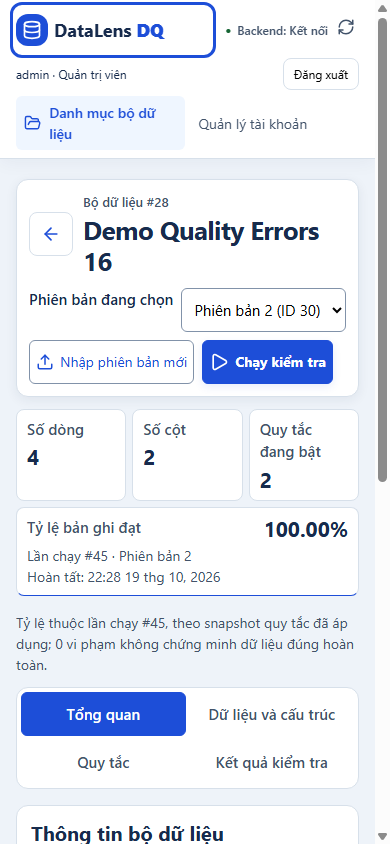 DataLens DQ
Backend: Kết nối
admin · Quản trị viên
Đăng xuất
Danh mục bộ dữ
liệu
Quản lý tài khoản
Bộ dữ liệu #28
Demo Quality Errors
16
Phiên bản đang chọn
Phiên bản 2 (ID 30)
Nhập phiên bản mới
Chạy kiểm tra
Số dòng
4
Số cột
2
Quy tắc
đang bật
2
Tỷ lệ bản ghi đạt
100.00%
Lần chạy #45 · Phiên bản 2
Hoàn tất: 22:28 19 thg 10, 2026
Tỷ lệ thuộc lần chạy #45, theo snapshot quy tắc đã áp
dụng; 0 vi phạm không chứng minh dữ liệu đúng hoàn
toàn.
Tổng quan
Dữ liệu và cấu trúc
Quy tắc
Kết quả kiểm tra
Thông tin bộ dữ liệu